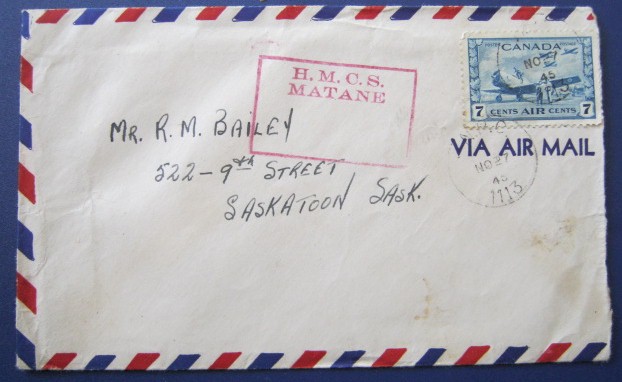 H. M. C. S.
MATANE
CANADA
7 CENTS AIR CENTS 7
NO 27
45
1113
VIA AIR MAIL
NO 27
45
1113
MR. R. M. BAILEY
522 - 9th STREET,
SASKATOON SASK.